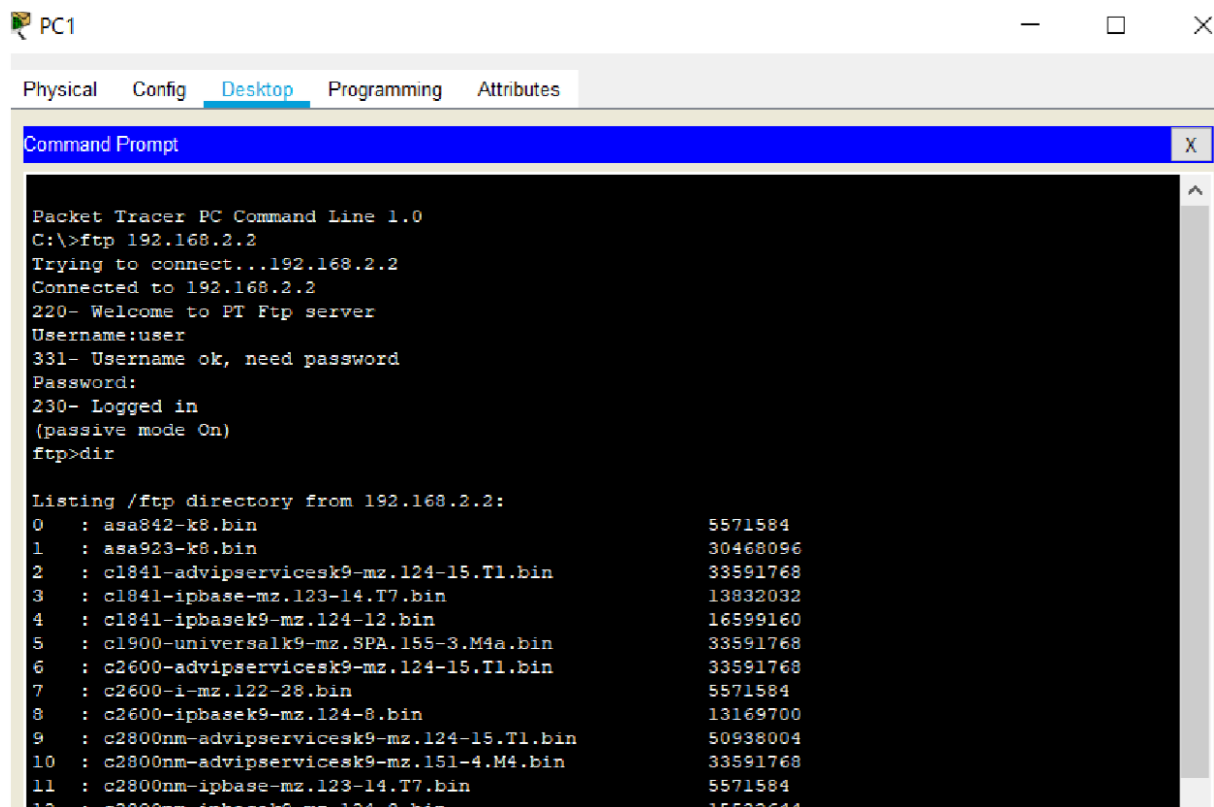 PC1
Physical Config Desktop Programming Attributes
Command Prompt X
Packet Tracer PC Command Line 1.0
C:\>ftp 192.168.2.2
Trying to connect...192.168.2.2
Connected to 192.168.2.2
220- Welcome to PT Ftp server
Username:user
331- Username ok, need password
Password:
230- Logged in
(passive mode On)
ftp>dir
Listing /ftp directory from 192.168.2.2:
0 : asa842-k8.bin 5571584
1 : asa923-k8.bin 30468096
2 : c1841-advipservicesk9-mz.124-15.T1.bin 33591768
3 : c1841-ipbase-mz.123-14.T7.bin 13832032
4 : c1841-ipbasek9-mz.124-12.bin 16599160
5 : c1900-universalk9-mz.SPA.155-3.M4a.bin 33591768
6 : c2600-advipservicesk9-mz.124-15.T1.bin 33591768
7 : c2600-i-mz.122-28.bin 5571584
8 : c2600-ipbasek9-mz.124-8.bin 13169700
9 : c2800nm-advipservicesk9-mz.124-15.T1.bin 50938004
10 : c2800nm-advipservicesk9-mz.151-4.M4.bin 33591768
11 : c2800nm-ipbase-mz.123-14.T7.bin 5571584